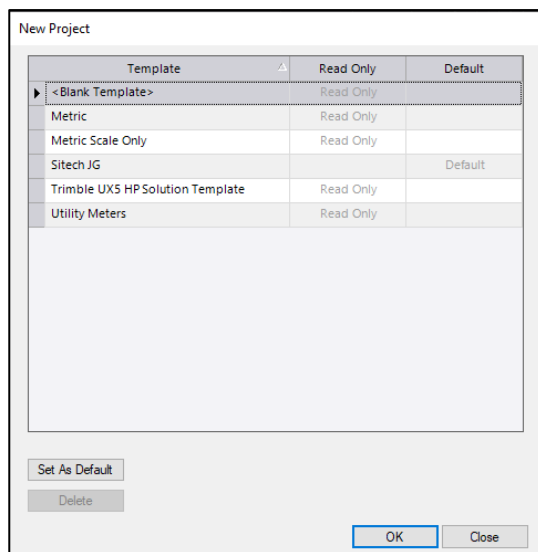 New Project
Template Read Only Default
<Blank Template> Read Only
Metric Read Only
Metric Scale Only Read Only
Sitech JG Default
Trimble UX5 HP Solution Template Read Only
Utility Meters Read Only
Set As Default
Delete
OK Close